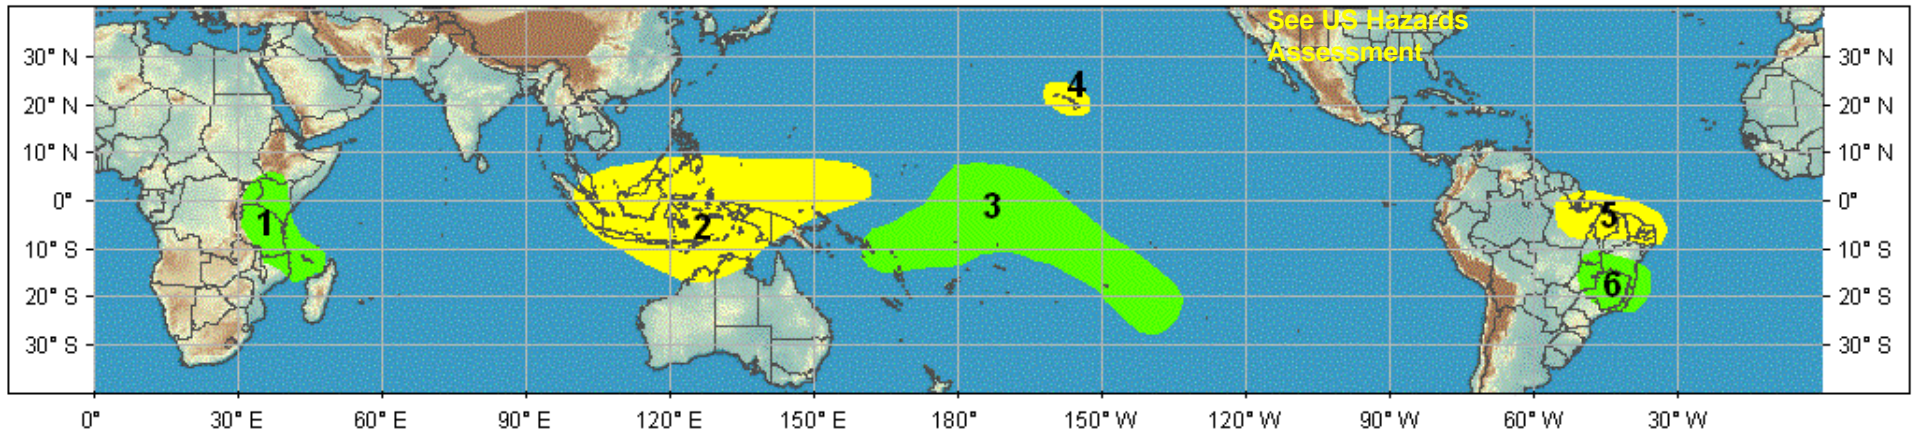 See US Hazards
Assessment
30° N 30° N
4
20° N 20° N
10° N 10° N
0° 0°
1 2 3 5
10° S 10° S
6
20° S 20° S
30° S 30° S
0° 30° E 60° E 90° E 120° E 150° E 180° 150° W 120° W 90° W 60° W 30° W